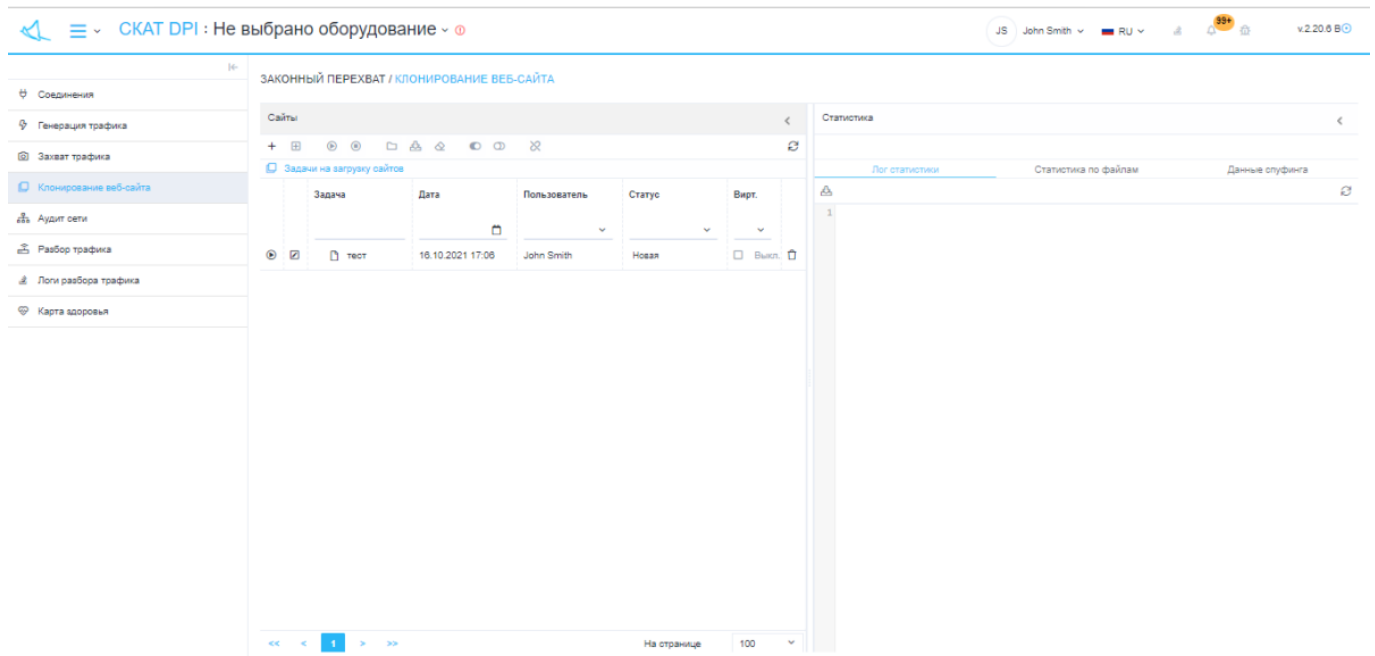 СКАТ DPI : Не выбрано оборудование
JS John Smith RU 99+ v.2.20.6 B
Соединения
Генерация трафика
Захват трафика
Клонирование веб-сайта
Аудит сети
Разбор трафика
Логи разбора трафика
Карта здоровья
ЗАКОННЫЙ ПЕРЕХВАТ / КЛОНИРОВАНИЕ ВЕБ-САЙТА
Сайты
Задачи на загрузку сайтов
Задача Дата Пользователь Статус Вирт.
тест 16.10.2021 17:06 John Smith Новая Выкл.
<< < 1 > >> На странице 100
Статистика
Лог статистики Статистика по файлам Данные спуфинга
1